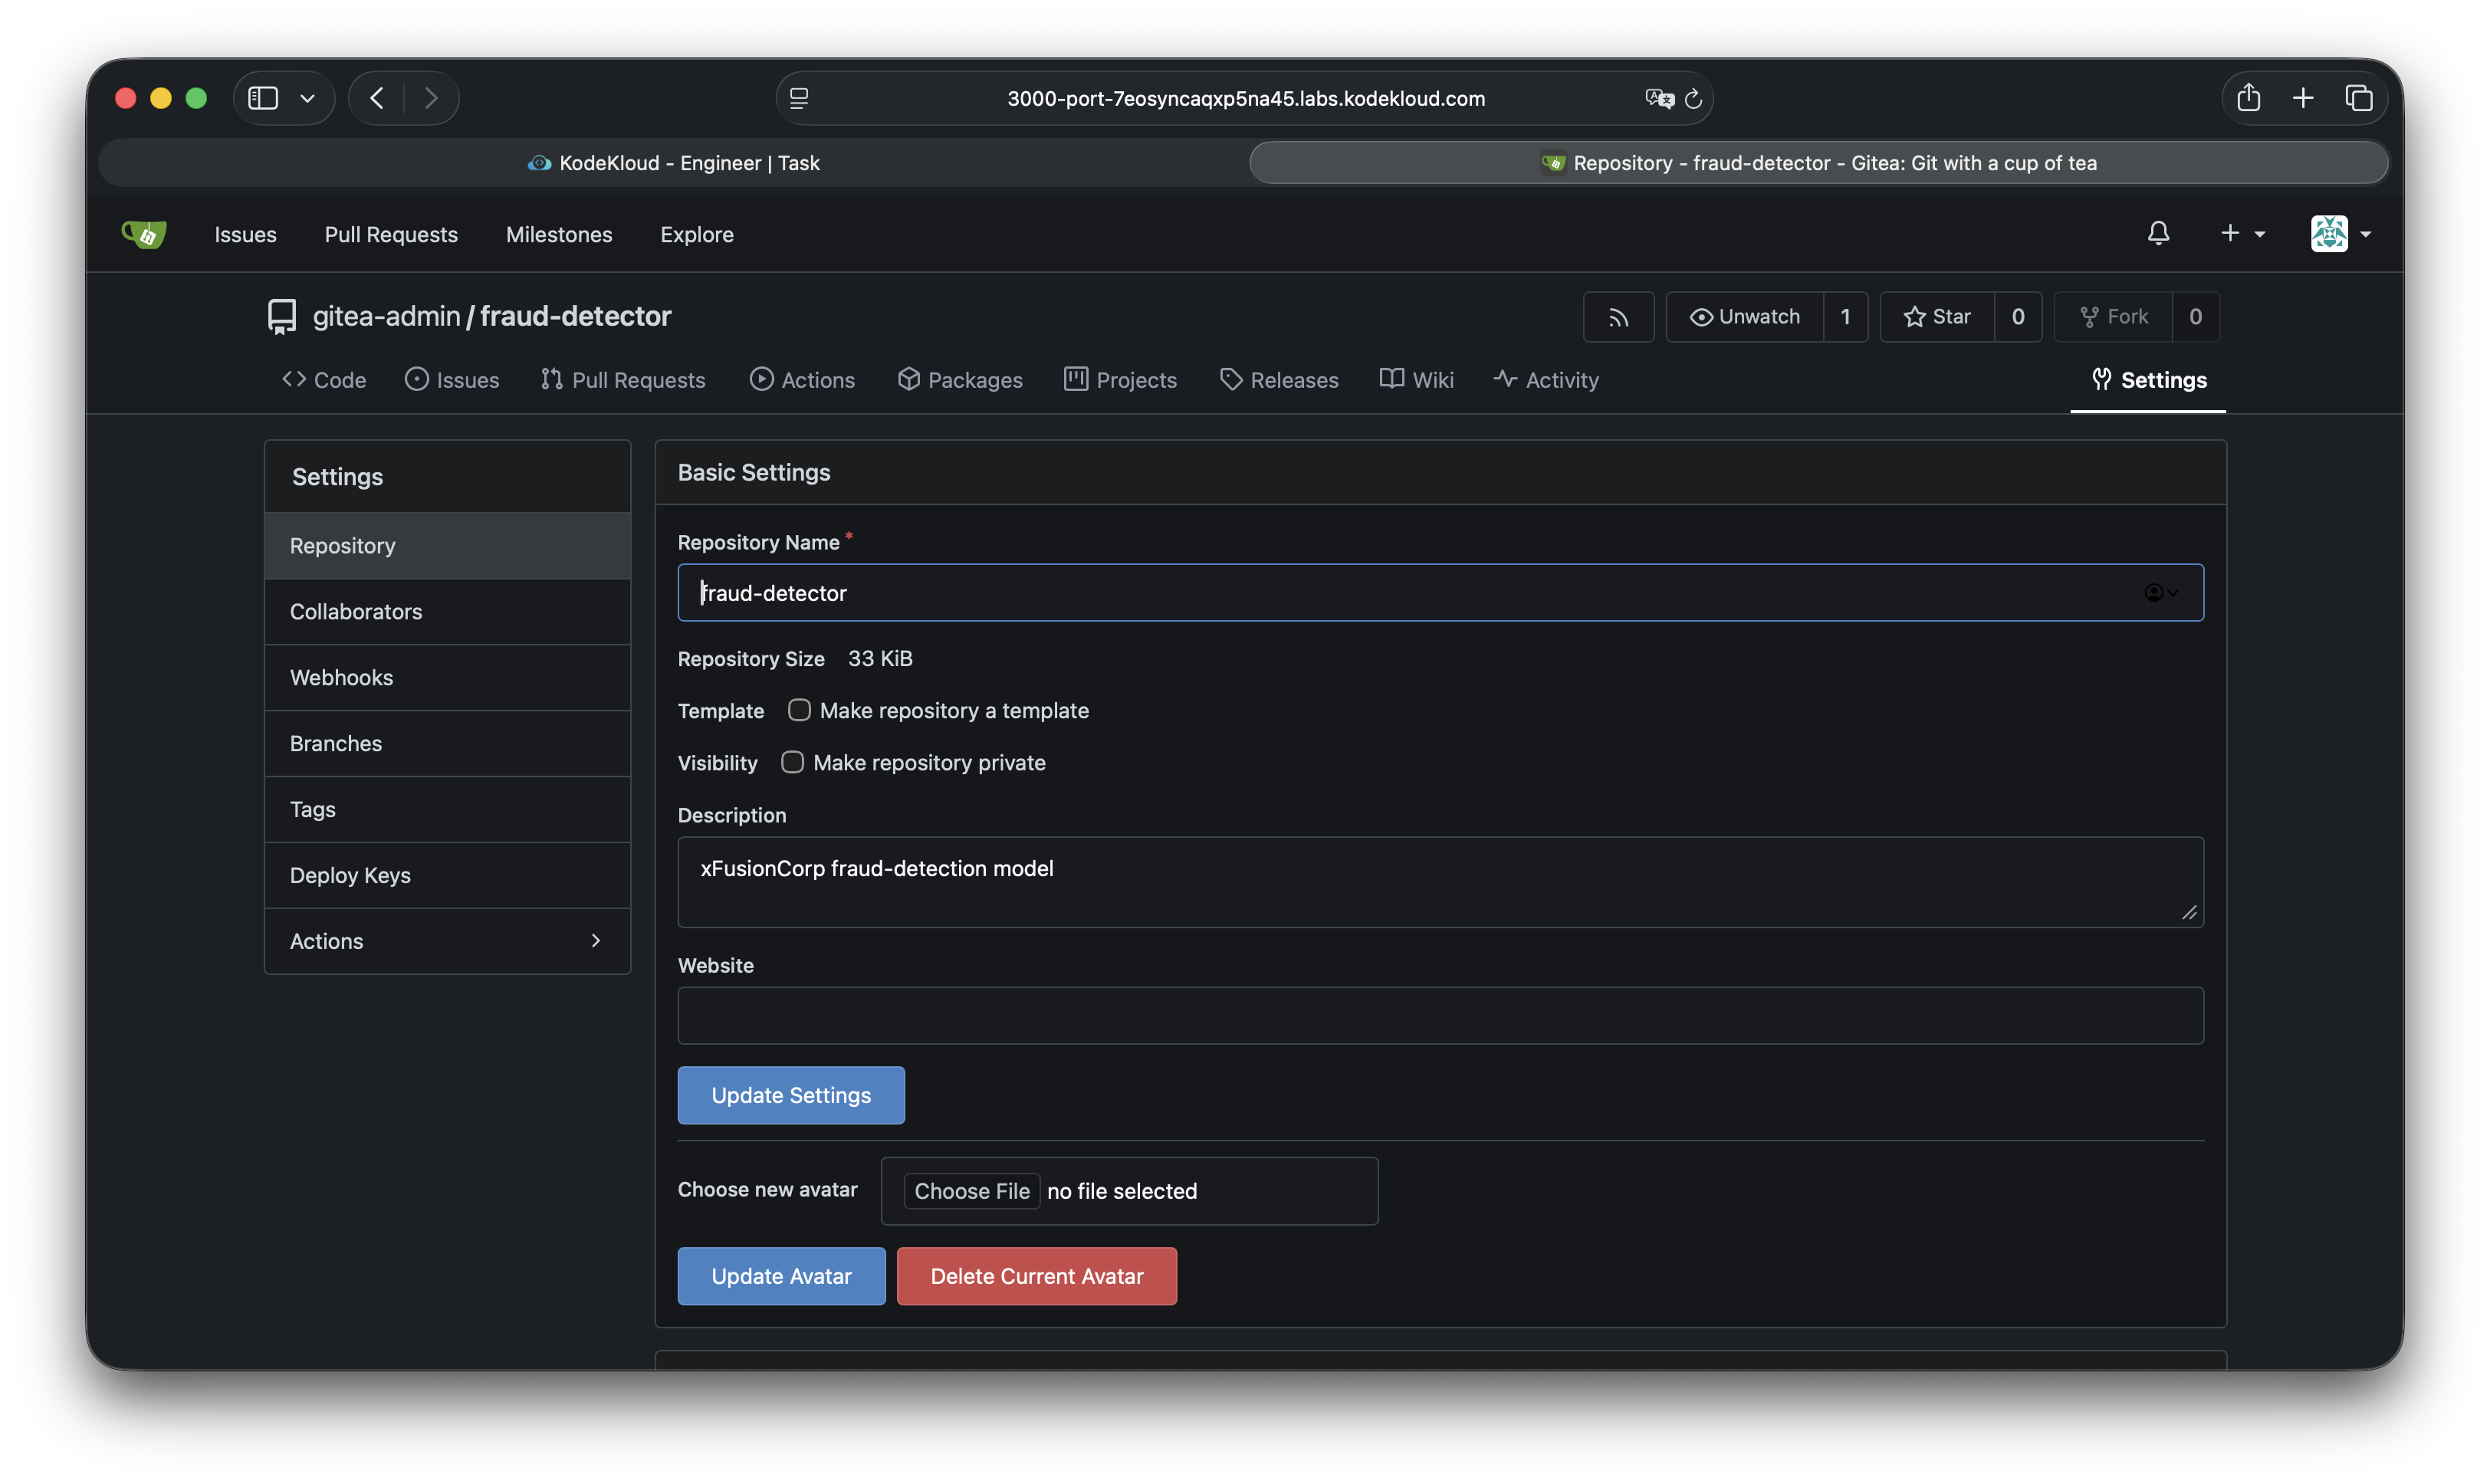 3000-port-7eosyncaqxp5na45.labs.kodekloud.com
KodeKloud - Engineer | Task
Repository - fraud-detector - Gitea: Git with a cup of tea
Issues Pull Requests Milestones Explore
gitea-admin / fraud-detector
Unwatch 1 Star 0 Fork 0
Code Issues Pull Requests Actions Packages Projects Releases Wiki Activity Settings
Settings
Repository
Collaborators
Webhooks
Branches
Tags
Deploy Keys
Actions
Basic Settings
Repository Name *
fraud-detector
Repository Size 33 KiB
Template Make repository a template
Visibility Make repository private
Description
xFusionCorp fraud-detection model
Website
Update Settings
Choose new avatar Choose File no file selected
Update Avatar Delete Current Avatar